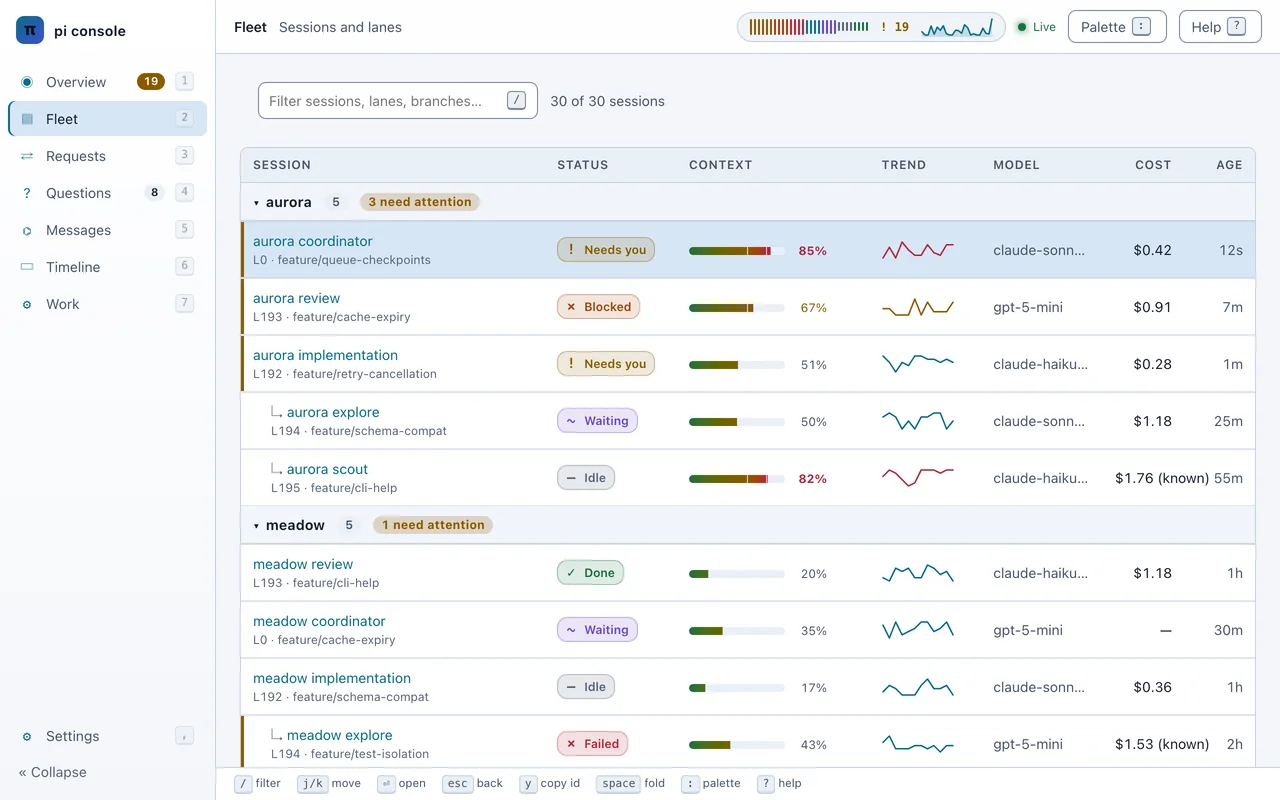 π pi console
Overview 19 1
Fleet 2
Requests 3
? Questions 8 4
Messages 5
Timeline 6
Work 7
Settings ,
« Collapse
Fleet Sessions and lanes
! 19
Live
Palette :
Help ?
Filter sessions, lanes, branches... /
30 of 30 sessions
SESSION STATUS CONTEXT TREND MODEL COST AGE
▾ aurora 5 3 need attention
aurora coordinator ! Needs you 85% claude-sonn... $0.42 12s
L0 · feature/queue-checkpoints
aurora review × Blocked 67% gpt-5-mini $0.91 7m
L193 · feature/cache-expiry
aurora implementation ! Needs you 51% claude-haiku... $0.28 1m
L192 · feature/retry-cancellation
aurora explore ~ Waiting 50% claude-sonn... $1.18 25m
L194 · feature/schema-compat
aurora scout — Idle 82% claude-haiku... $1.76 (known) 55m
L195 · feature/cli-help
▾ meadow 5 1 need attention
meadow review ✓ Done 20% claude-haiku... $1.18 1h
L193 · feature/cli-help
meadow coordinator ~ Waiting 35% gpt-5-mini — 30m
L0 · feature/cache-expiry
meadow implementation — Idle 17% claude-sonn... $0.36 1h
L192 · feature/schema-compat
meadow explore × Failed 43% gpt-5-mini $1.53 (known) 2h
L194 · feature/test-isolation
/ filter j/k move ⏎ open esc back y copy id space fold : palette ? help